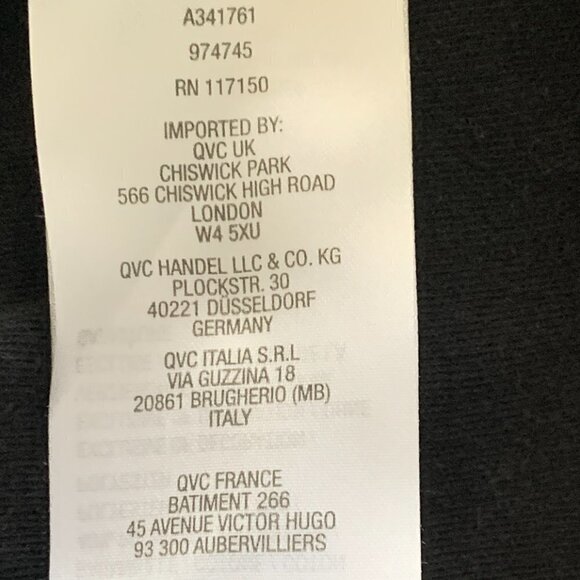 A341761
974745
RN 117150
IMPORTED BY:
QVC UK
CHISWICK PARK
566 CHISWICK HIGH ROAD
LONDON
W4 5XU
QVC HANDEL LLC & CO. KG
PLOCKSTR. 30
40221 DÜSSELDORF
GERMANY
QVC ITALIA S.R.L
VIA GUZZINA 18
20861 BRUGHERIO (MB)
ITALY
QVC FRANCE
BATIMENT 266
45 AVENUE VICTOR HUGO
93 300 AUBERVILLIERS